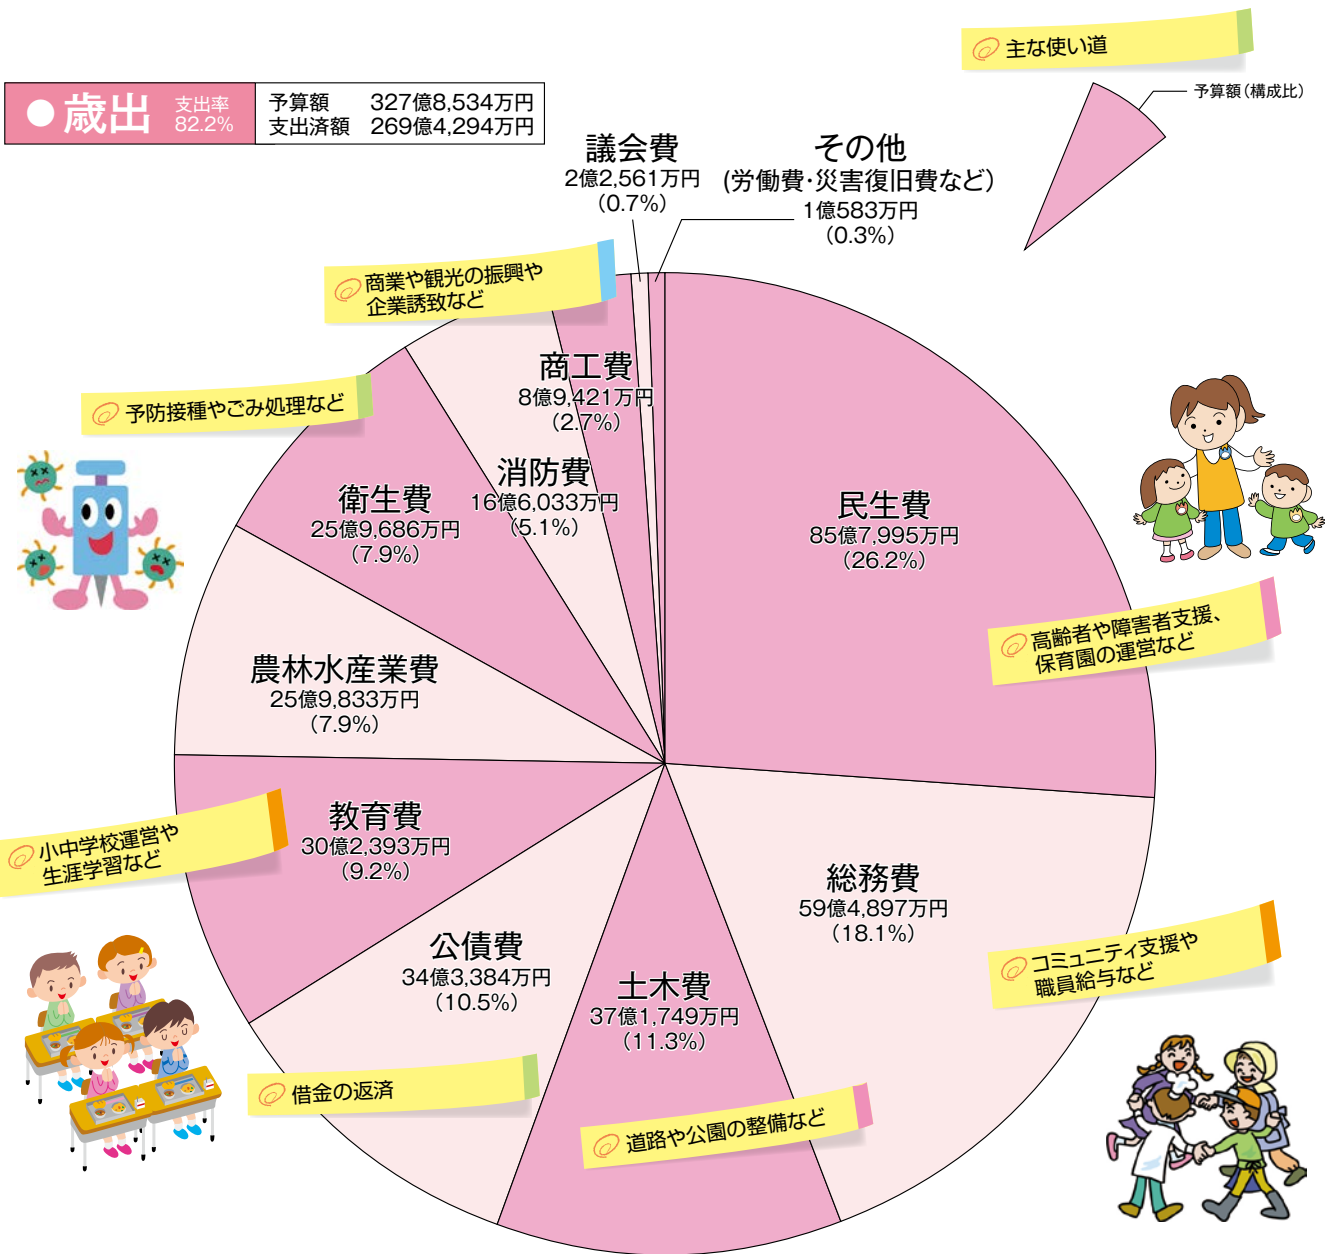 主な使い道
予算額(構成比)
●歳出 支出率 82.2%
予算額 327億8,534万円
支出済額 269億4,294万円
議会費
2億2,561万円
(0.7%)
その他
(労働費・災害復旧費など)
1億583万円
(0.3%)
商業や観光の振興や
企業誘致など
商工費
8億9,421万円
(2.7%)
予防接種やごみ処理など
消防費
16億6,033万円
(5.1%)
衛生費
25億9,686万円
(7.9%)
民生費
85億7,995万円
(26.2%)
高齢者や障害者支援、
保育園の運営など
農林水産業費
25億9,833万円
(7.9%)
教育費
30億2,393万円
(9.2%)
小中学校運営や
生涯学習など
総務費
59億4,897万円
(18.1%)
コミュニティ支援や
職員給与など
公債費
34億3,384万円
(10.5%)
借金の返済
土木費
37億1,749万円
(11.3%)
道路や公園の整備など